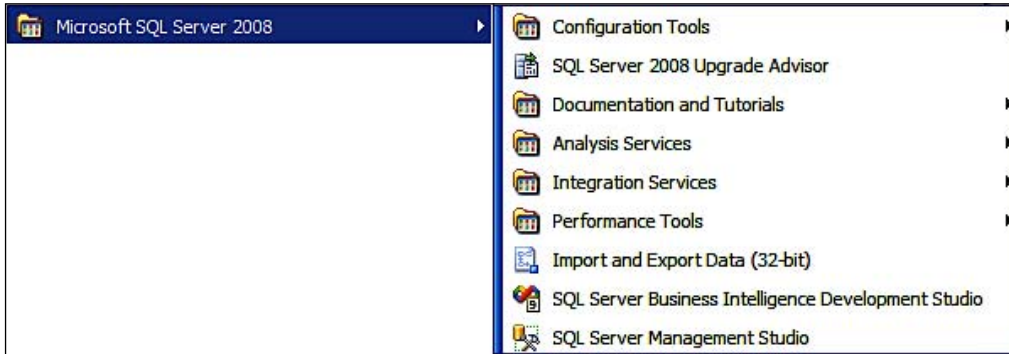 Microsoft SQL Server 2008
Configuration Tools
SQL Server 2008 Upgrade Advisor
Documentation and Tutorials
Analysis Services
Integration Services
Performance Tools
Import and Export Data (32-bit)
SQL Server Business Intelligence Development Studio
SQL Server Management Studio